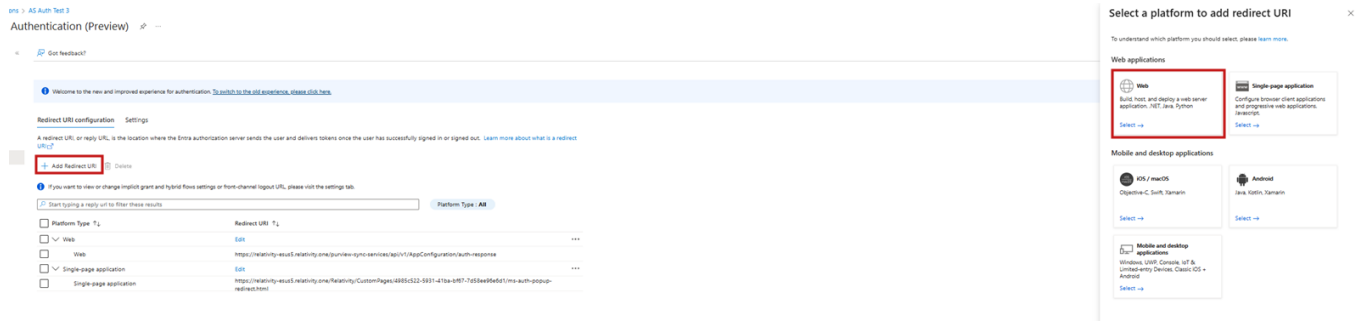 ons > AS Auth Test 3
Authentication (Preview)
Got feedback?
Welcome to the new and improved experience for authentication. To switch to the old experience, please click here.
Redirect URI configuration Settings
A redirect URI, or reply URL, is the location where the Entra authorization server sends the user and delivers tokens once the user has successfully signed in or signed out. Learn more about what is a redirect
URI
+ Add Redirect URI Delete
If you want to view or change implicit grant and hybrid flows settings or front-channel logout URL, please visit the settings tab.
Start typing a reply url to filter these results Platform Type : All
Platform Type ↑↓ Redirect URI ↑↓
Web Edit
Web https://relativity-esus5.relativity.one/purview-sync-services/api/v1/AppConfiguration/auth-response
Single-page application Edit
Single-page application https://relativity-esus5.relativity.one/Relativity/CustomPages/4985c522-5931-41ba-bf67-7d58ee96e6d1/ms-auth-popup-
redirect.html
Select a platform to add redirect URI
To understand which platform you should select, please learn more.
Web applications
Web
Build, host, and deploy a web server
application. .NET, Java, Python
Select →
Single-page application
Configure browser client applications
and progressive web applications.
Javascript.
Select →
Mobile and desktop applications
iOS / macOS
Objective-C, Swift, Xamarin
Select →
Android
Java, Kotlin, Xamarin
Select →
Mobile and desktop
applications
Windows, UWP, Console, IoT &
Limited-entry Devices, Classic iOS +
Android
Select →